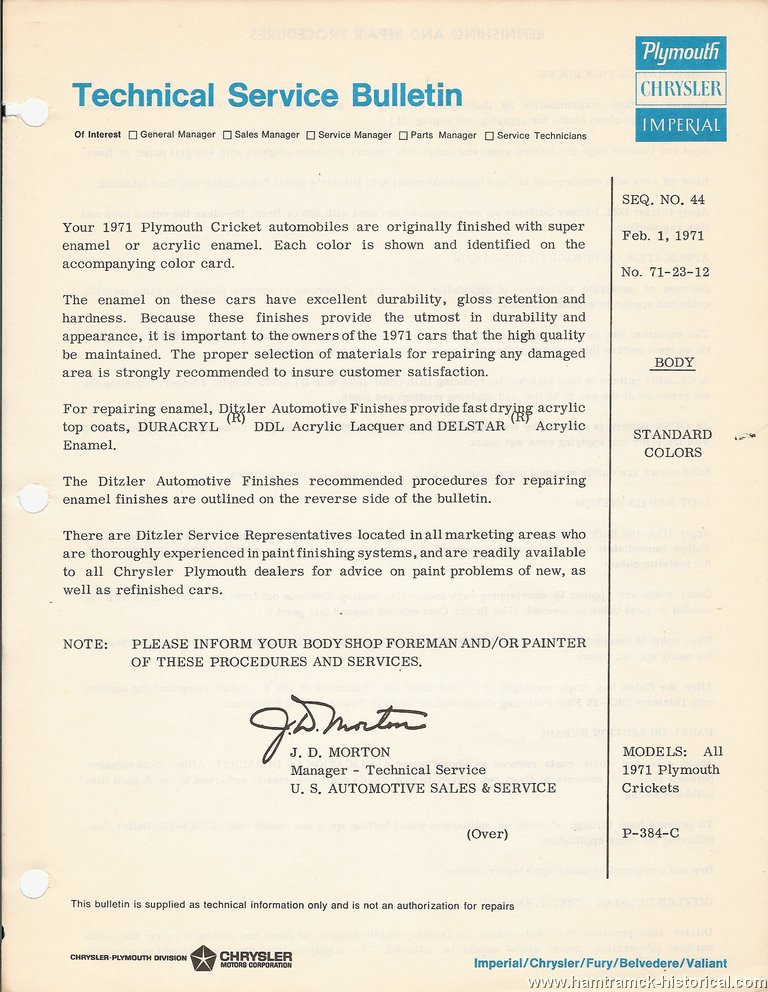 Plymouth
CHRYSLER
IMPERIAL
Technical Service Bulletin
Of Interest General Manager Sales Manager Service Manager Parts Manager Service Technicians
SEQ. NO. 44
Feb. 1, 1971
No. 71-23-12
BODY
STANDARD
COLORS
Your 1971 Plymouth Cricket automobiles are originally finished with super
enamel or acrylic enamel. Each color is shown and identified on the
accompanying color card.
The enamel on these cars have excellent durability, gloss retention and
hardness. Because these finishes provide the utmost in durability and
appearance, it is important to the owners of the 1971 cars that the high quality
be maintained. The proper selection of materials for repairing any damaged
area is strongly recommended to insure customer satisfaction.
For repairing enamel, Ditzler Automotive Finishes provide fast drying acrylic
top coats, DURACRYL (R) DDL Acrylic Lacquer and DELSTAR (R) Acrylic
Enamel.
The Ditzler Automotive Finishes recommended procedures for repairing
enamel finishes are outlined on the reverse side of the bulletin.
There are Ditzler Service Representatives located in all marketing areas who
are thoroughly experienced in paint finishing systems, and are readily available
to all Chrysler Plymouth dealers for advice on paint problems of new, as
well as refinished cars.
NOTE: PLEASE INFORM YOUR BODY SHOP FOREMAN AND/OR PAINTER
OF THESE PROCEDURES AND SERVICES.
J. D. Morton
J. D. MORTON
Manager - Technical Service
U. S. AUTOMOTIVE SALES & SERVICE
(Over)
MODELS: All
1971 Plymouth
Crickets
P-384-C
This bulletin is supplied as technical information only and is not an authorization for repairs
CHRYSLER-PLYMOUTH DIVISION CHRYSLER
MOTORS CORPORATION
Imperial/Chrysler/Fury/Belvedere/Valiant
www.hamtramck-historical.com